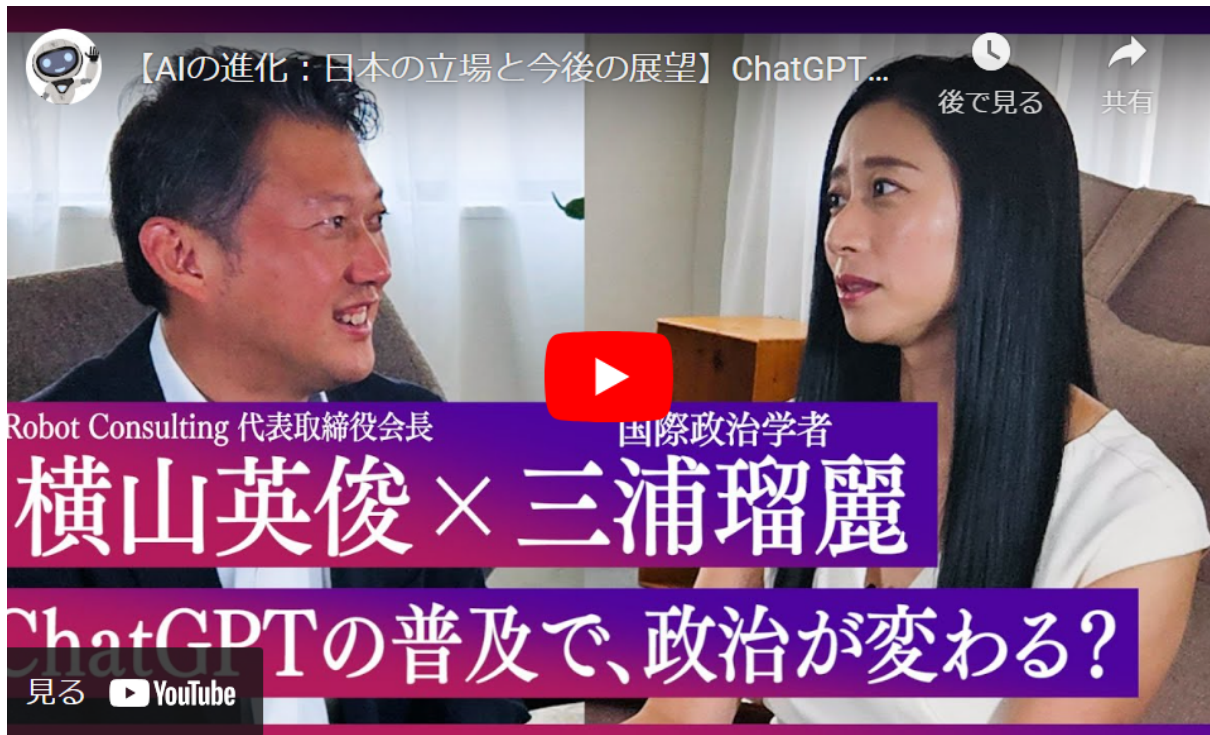 【AIの進化：日本の立場と今後の展望】ChatGPT...
後で見る
共有
Robot Consulting 代表取締役会長
国際政治学者
横山英俊×三浦瑠麗
ChatGPTの普及で、政治が変わる？
見る YouTube